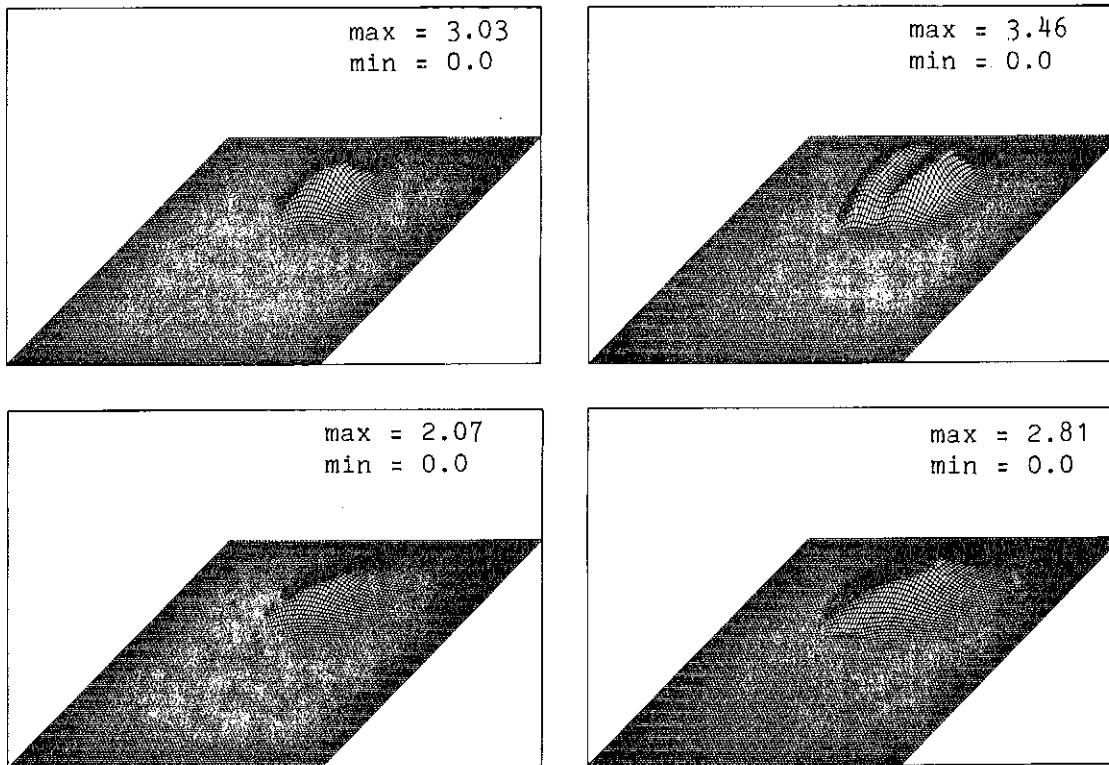 max = 3.03
min = 0.0
max = 3.46
min = 0.0
max = 2.07
min = 0.0
max = 2.81
min = 0.0